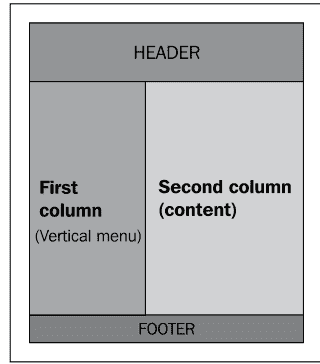 HEADER
First
column
(Vertical menu)
Second column
(content)
FOOTER